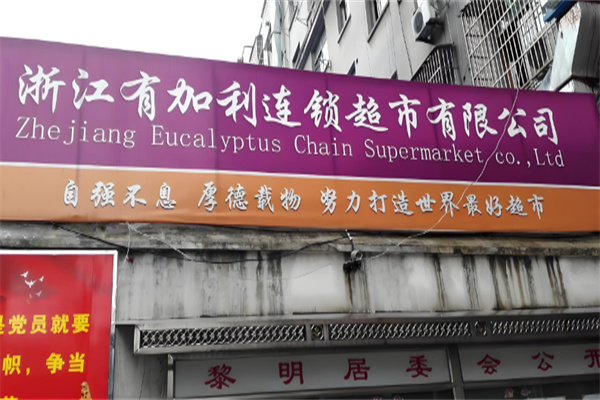 浙江有加利连锁超市有限公司
Zhejiang Eucalyptus Chain Supermarket co.,Ltd
自强不息 厚德载物 努力打造世界最好超市
是党员就要
帜，争当
黎明居委会公开